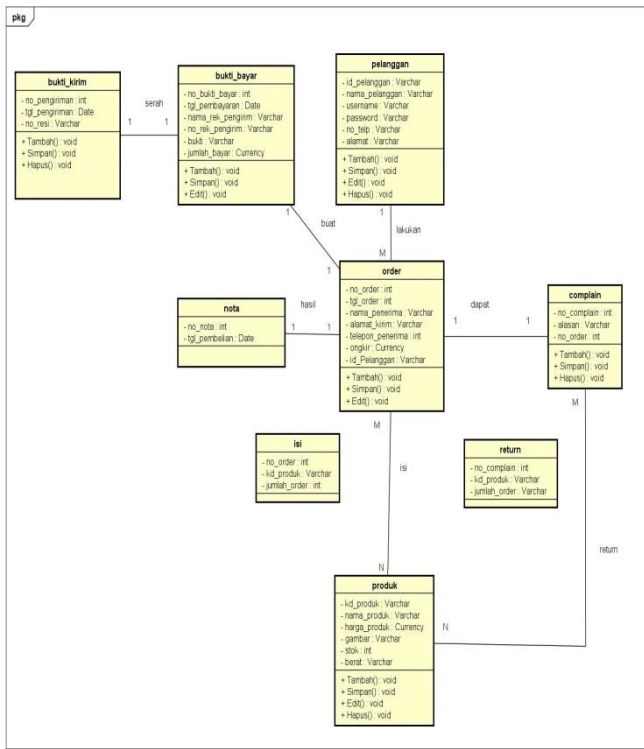 pkg
bukti_kirim
- no_pengiriman : int
- tgl_pengiriman : Date
- no_resi : Varchar
+ Tambah() : void
+ Simpan() : void
+ Hapus() : void
serah
1
1
bukti_bayar
- no_bukti_bayar : int
- tgl_pembayaran : Date
- nama_rek_pengirim : Varchar
- no_rek_pengirim : Varchar
- bukti : Varchar
- jumlah_bayar : Currency
+ Tambah() : void
+ Simpan() : void
+ Edit() : void
pelanggan
- id_pelanggan : Varchar
- nama_pelanggan : Varchar
- username : Varchar
- password : Varchar
- no_telp : Varchar
- alamat : Varchar
+ Tambah() : void
+ Simpan() : void
+ Edit() : void
+ Hapus() : void
1
buat
1
1
lakukan
M
order
- no_order : int
- tgl_order : int
- nama_penerima : Varchar
- alamat_kirim : Varchar
- telepon_penerima : int
- ongkir : Currency
- id_Pelanggan : Varchar
+ Tambah() : void
+ Simpan() : void
+ Edit() : void
nota
- no_nota : int
- tgl_pembelian : Date
hasil
1
1
dapat
1
1
complain
- no_complain : int
- alasan : Varchar
- no_order : int
+ Tambah() : void
+ Simpan() : void
+ Hapus() : void
M
M
isi
- no_order : int
- kd_produk : Varchar
- jumlah_order : int
isi
return
- no_complain : int
- kd_produk : Varchar
- jumlah_order : Varchar
return
N
N
produk
- kd_produk : Varchar
- nama_produk : Varchar
- harga_produk : Currency
- gambar : Varchar
- stok : int
- berat : Varchar
+ Tambah() : void
+ Simpan() : void
+ Edit() : void
+ Hapus() : void